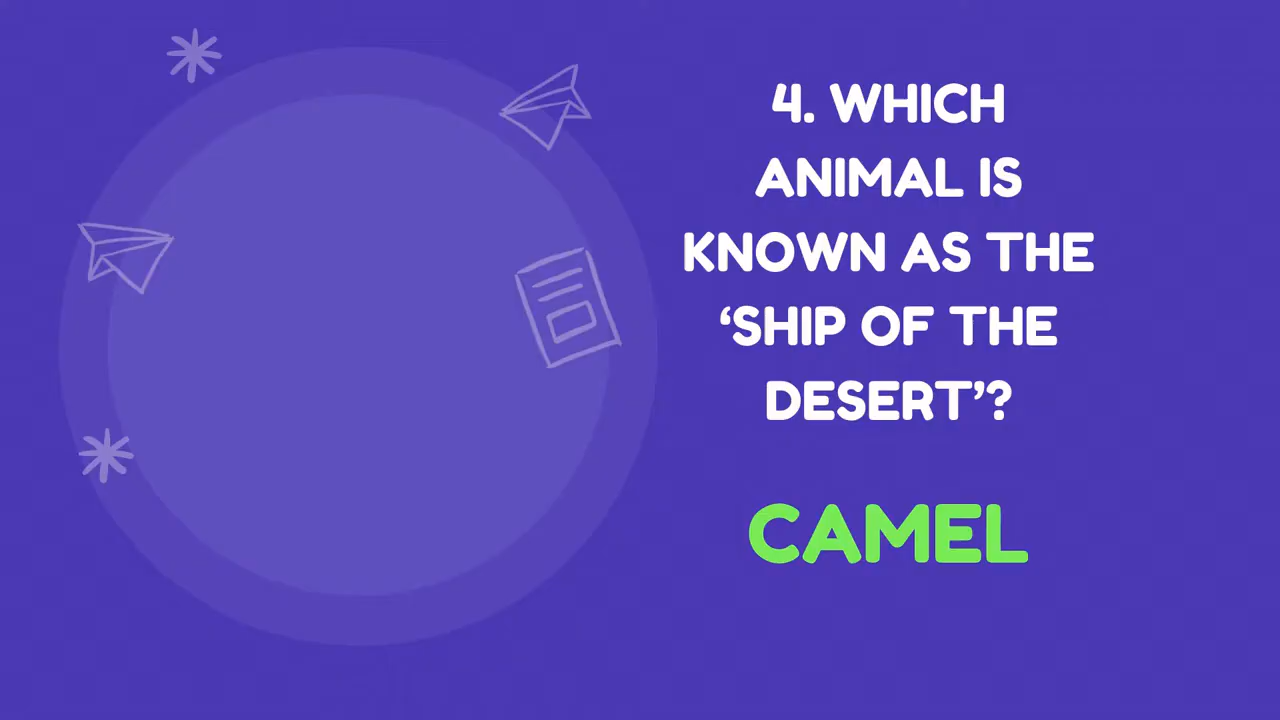 4. WHICH
ANIMAL IS
KNOWN AS THE
‘SHIP OF THE
DESERT’?
CAMEL